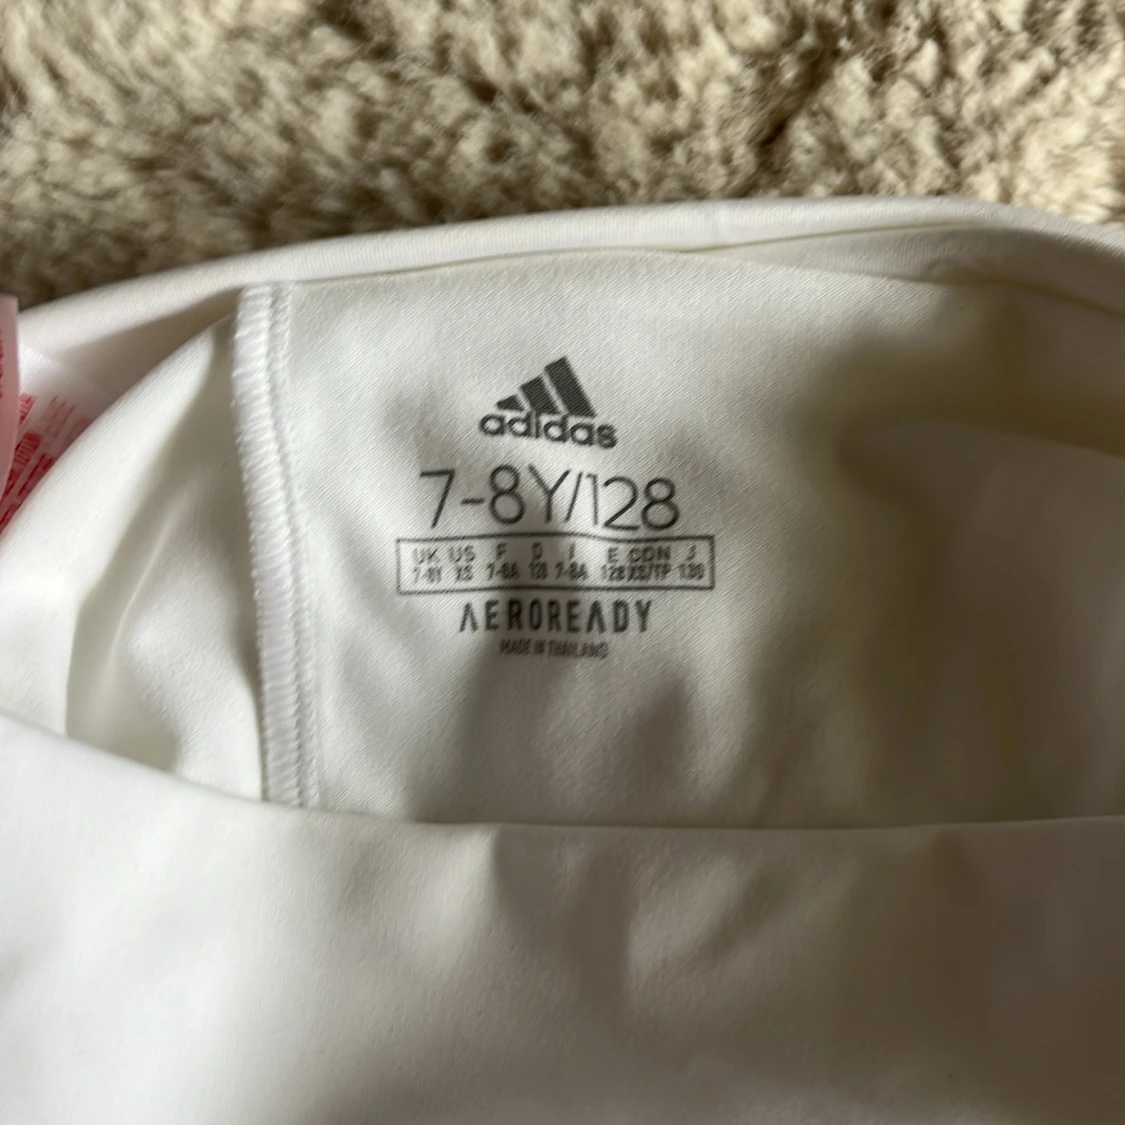 adidas
7-8Y/128
UK US F D I E CDN J
7-8Y XS 7-8A 128 7-8A 128 XS/TP 130
AEROREADY
MADE IN THAILAND